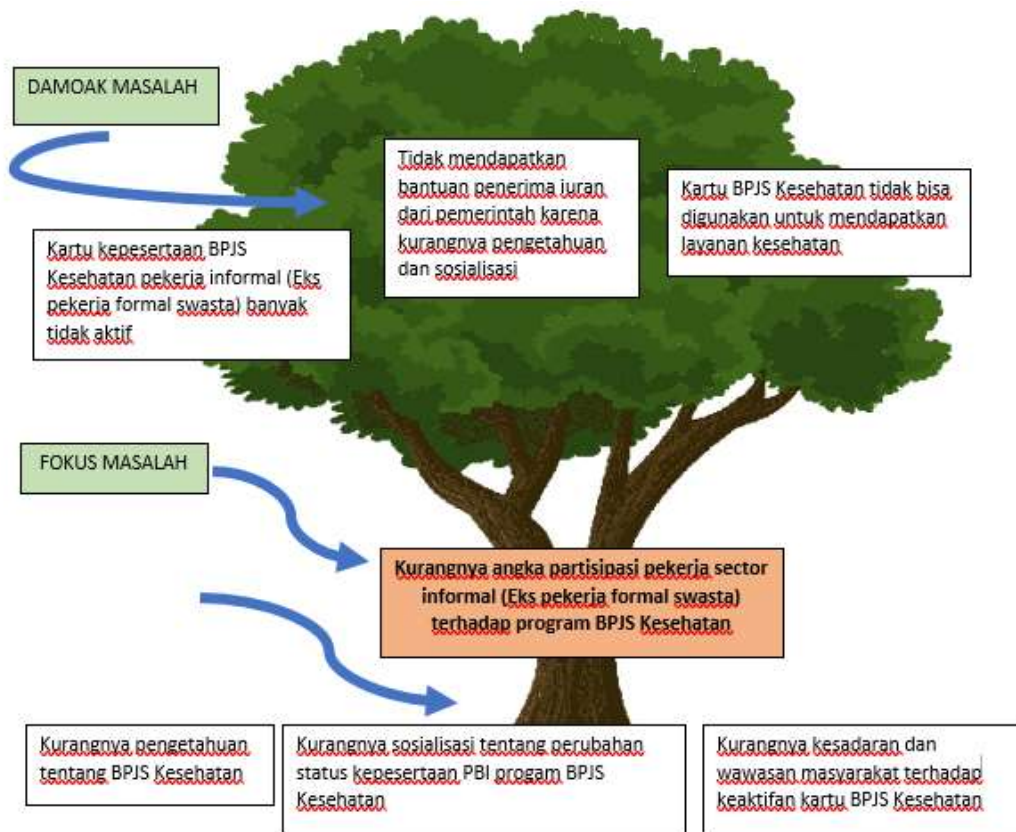 DAMOAK MASALAH
Tidak mendapatkan
bantuan penerima iuran
dari pemerintah karena
kurangnya pengetahuan
dan sosialisasi
Kartu BPJS Kesehatan tidak bisa
digunakan untuk mendapatkan
layanan kesehatan
Kartu kepesertaan BPJS
Kesehatan pekerja informal (Eks
pekerja formal swasta) banyak
tidak aktif
FOKUS MASALAH
Kurangnya angka partisipasi pekerja sector
informal (Eks pekerja formal swasta)
terhadap program BPJS Kesehatan
Kurangnya pengetahuan
tentang BPJS Kesehatan
Kurangnya sosialisasi tentang perubahan
status kepesertaan PBI progam BPJS
Kesehatan
Kurangnya kesadaran dan
wawasan masyarakat terhadap
keaktifan kartu BPJS Kesehatan